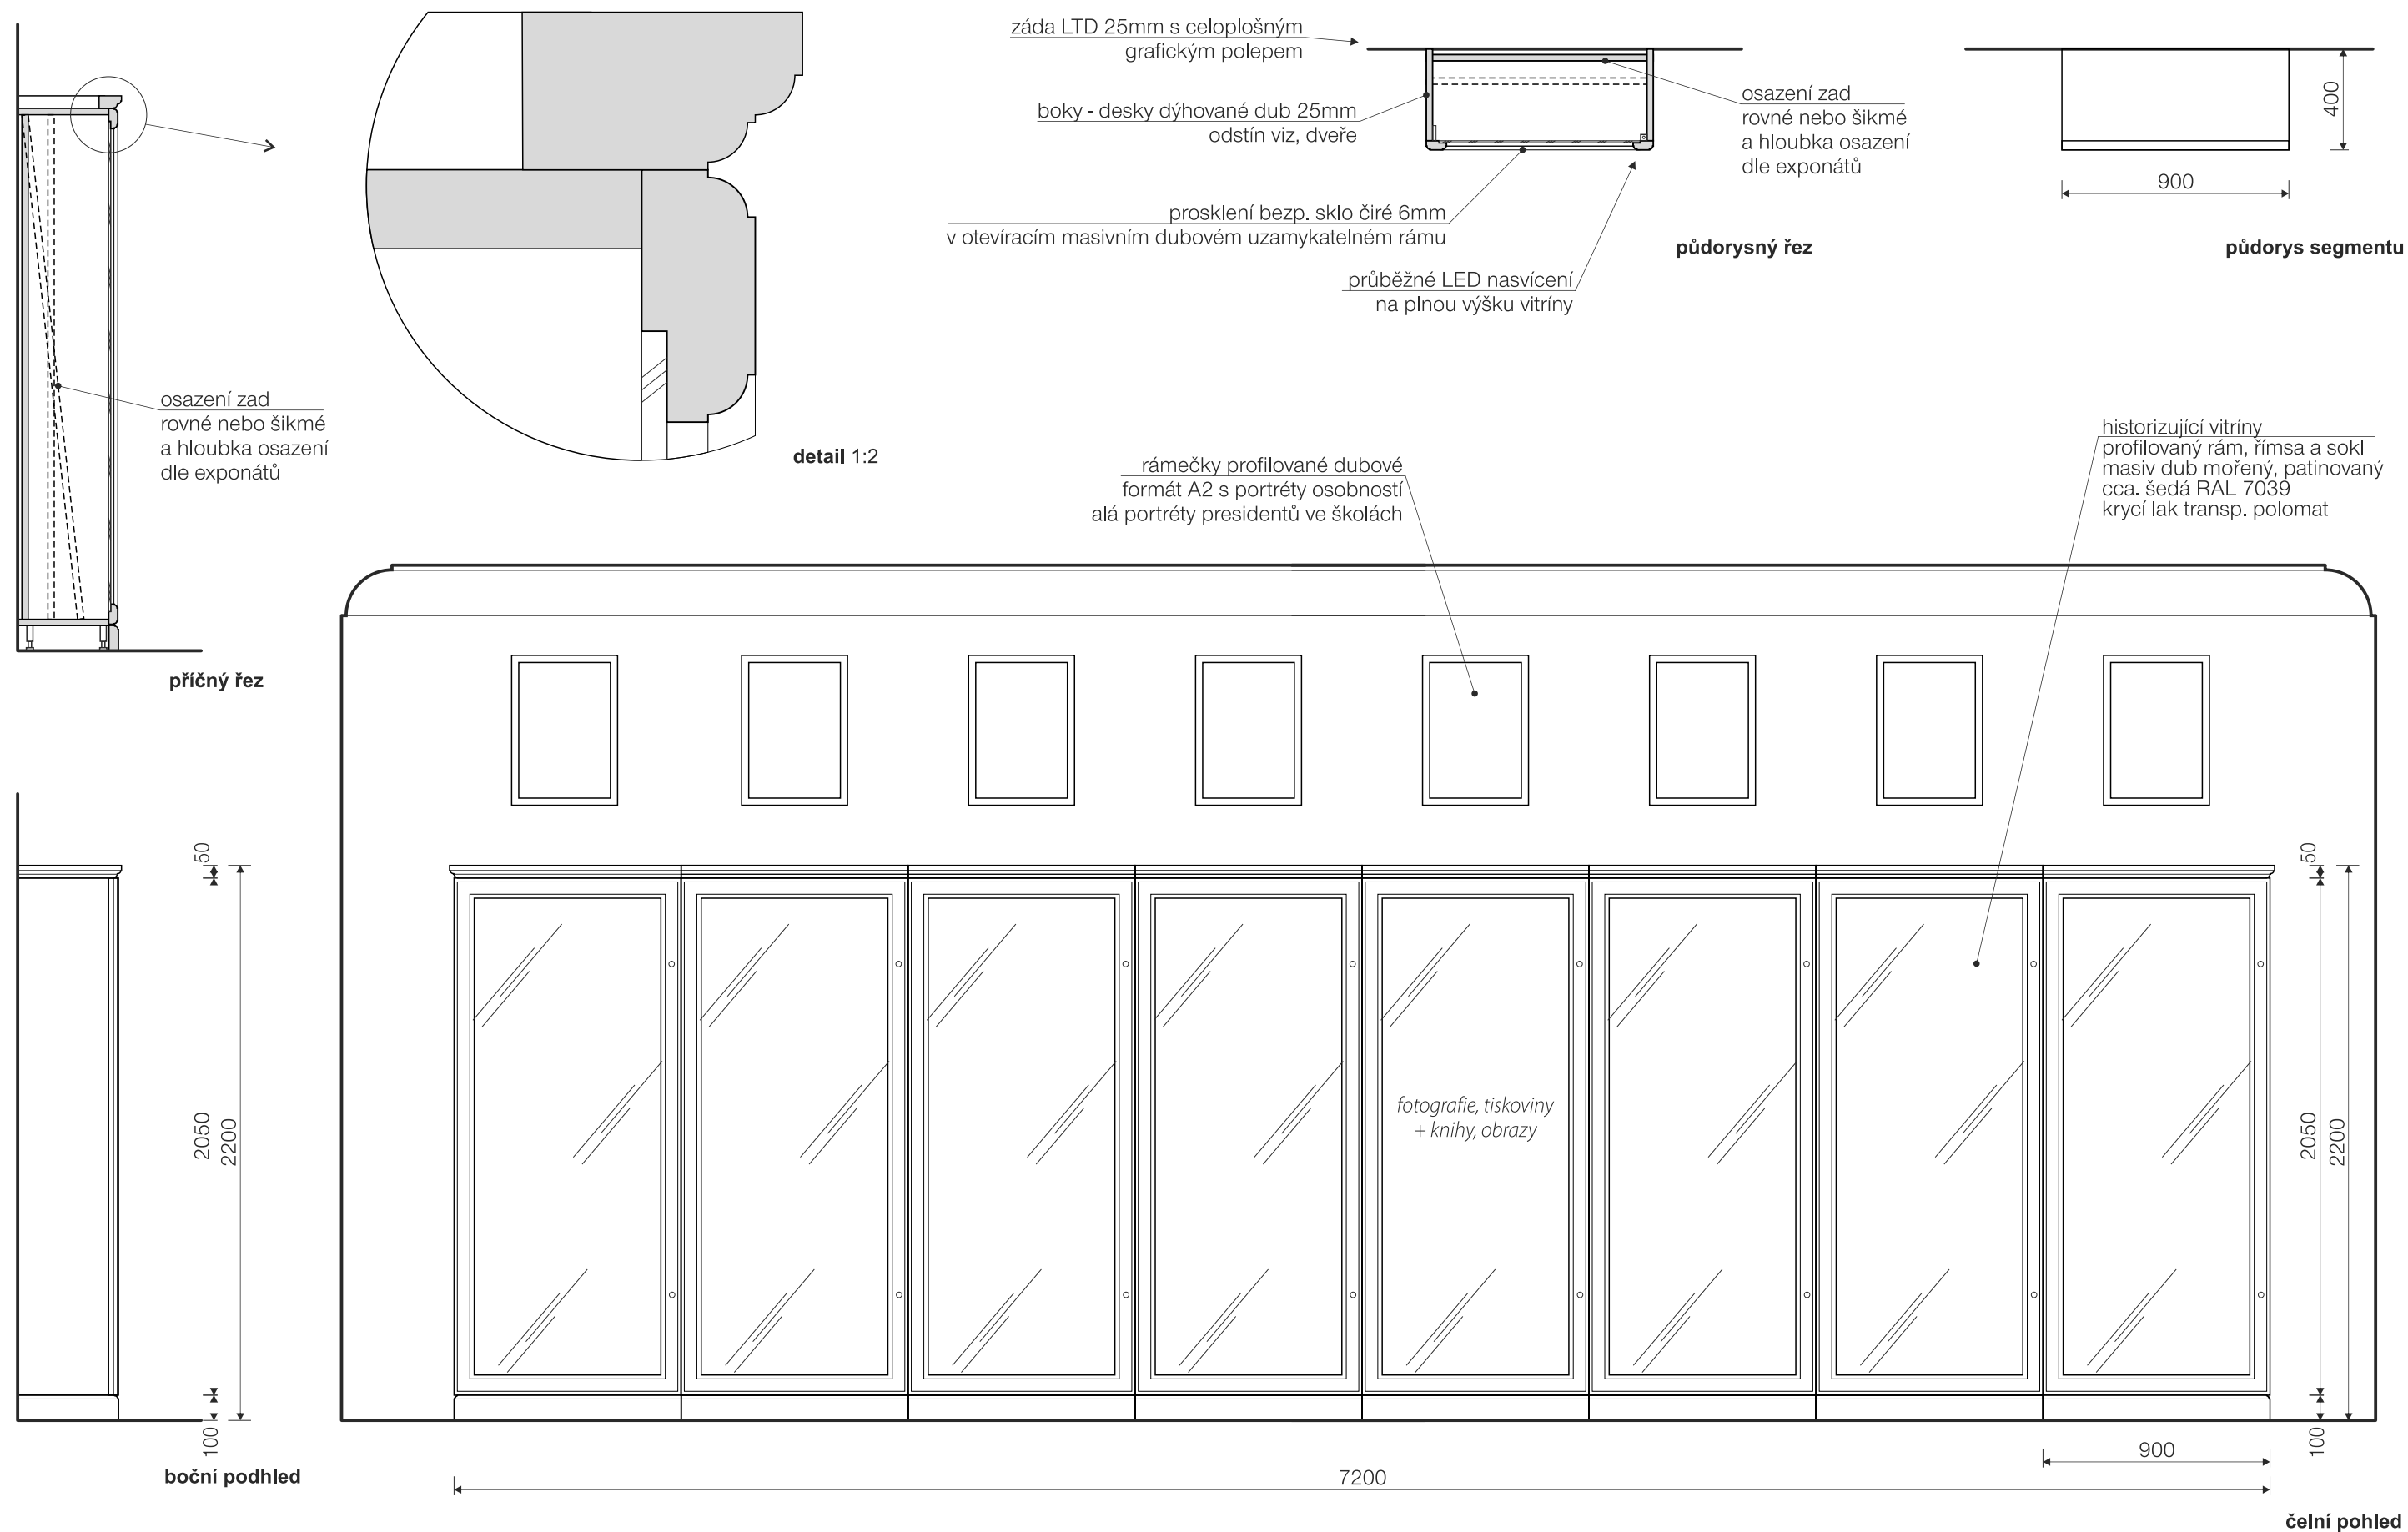 záda LTD 25mm s celoplošným
grafickým polepem
boky - desky dýhované dub 25mm
odstín viz, dveře
prosklení bezp. sklo čiré 6mm
v otevíracím masivním dubovém uzamykatelném rámu
průběžné LED nasvícení
na plnou výšku vitríny
osazení zad
rovné nebo šikmé
a hloubka osazení
dle exponátů
půdorysný řez
400
900
půdorys segmentu
osazení zad
rovné nebo šikmé
a hloubka osazení
dle exponátů
příčný řez
detail 1:2
rámečky profilované dubové
formát A2 s portréty osobností
alá portréty presidentů ve školách
historizující vitríny
profilovaný rám, římsa a sokl
masiv dub mořený, patinovaný
cca. šedá RAL 7039
krycí lak transp. polomat
50
2050
2200
100
boční podhled
fotografie, tiskoviny
+ knihy, obrazy
50
2050
2200
100
900
7200
čelní pohled